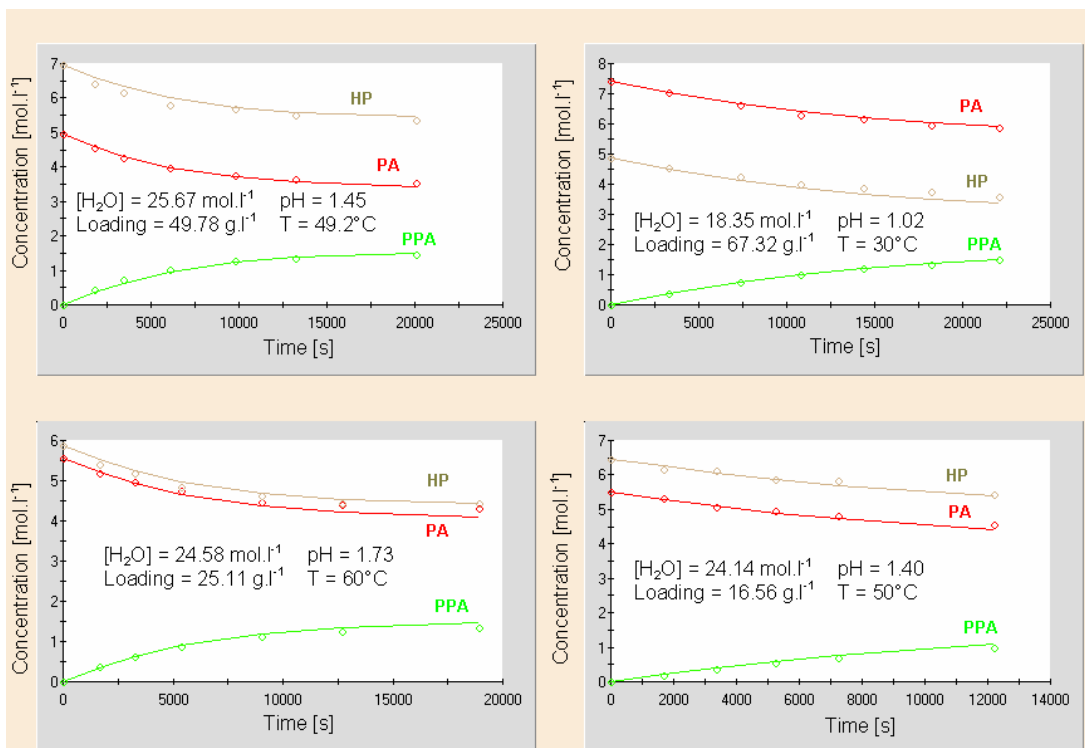 Concentration [mol.l-1]
7
6
5
4
3
2
1
0
HP
PA
[H2O] = 25.67 mol.l-1 pH = 1.45
Loading = 49.78 g.l-1 T = 49.2°C
PPA
0 5000 10000 15000 20000 25000
Time [s]
Concentration [mol.l-1]
8
7
6
5
4
3
2
1
0
PA
HP
[H2O] = 18.35 mol.l-1 pH = 1.02
Loading = 67.32 g.l-1 T = 30°C
PPA
0 5000 10000 15000 20000 25000
Time [s]
Concentration [mol.l-1]
6
5
4
3
2
1
0
HP
PA
[H2O] = 24.58 mol.l-1 pH = 1.73
Loading = 25.11 g.l-1 T = 60°C
PPA
0 5000 10000 15000 20000
Time [s]
Concentration [mol.l-1]
7
6
5
4
3
2
1
0
HP
PA
[H2O] = 24.14 mol.l-1 pH = 1.40
Loading = 16.56 g.l-1 T = 50°C
PPA
0 2000 4000 6000 8000 10000 12000 14000
Time [s]